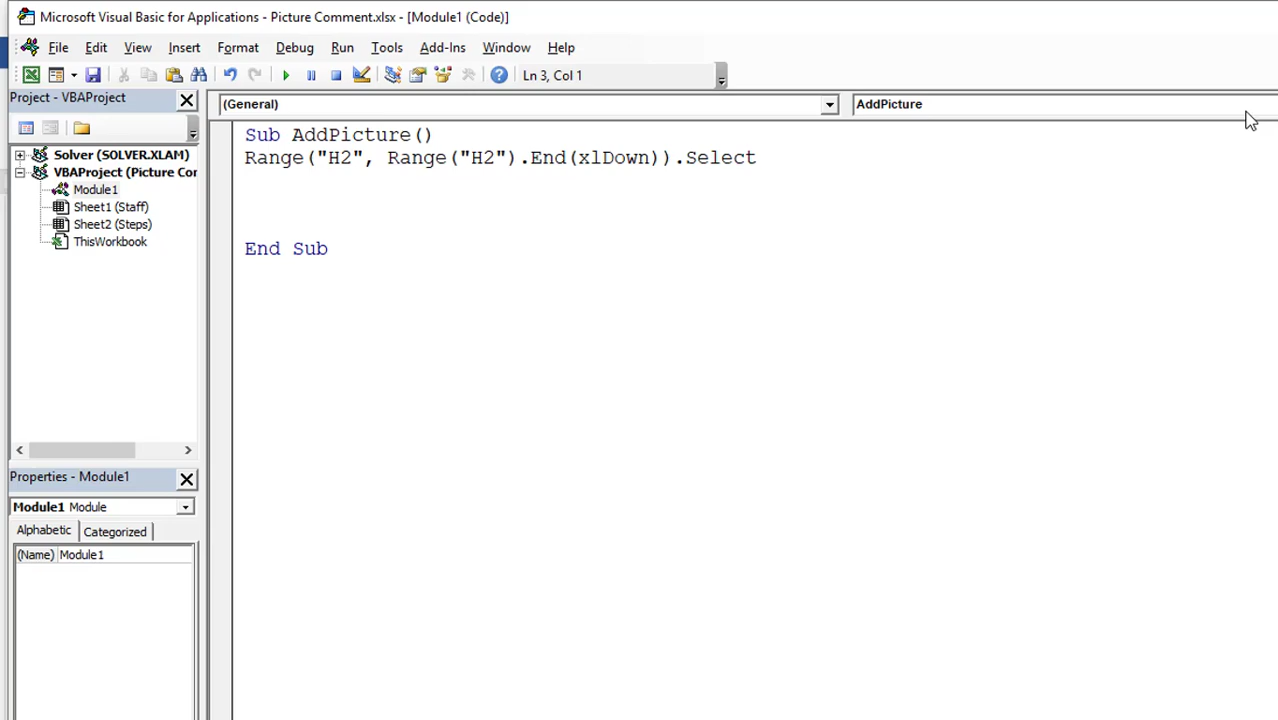 Microsoft Visual Basic for Applications - Picture Comment.xlsx - [Module1 (Code)]
File Edit View Insert Format Debug Run Tools Add-Ins Window Help
Ln 3, Col 1
Project - VBAProject
(General)
AddPicture
Solver (SOLVER.XLAM)
VBAProject (Picture Cor
Module1
Sheet1 (Staff)
Sheet2 (Steps)
ThisWorkbook
Sub AddPicture()
Range("H2", Range("H2").End(xlDown)).Select
End Sub
Properties - Module1
Module1 Module
Alphabetic Categorized
(Name) Module1